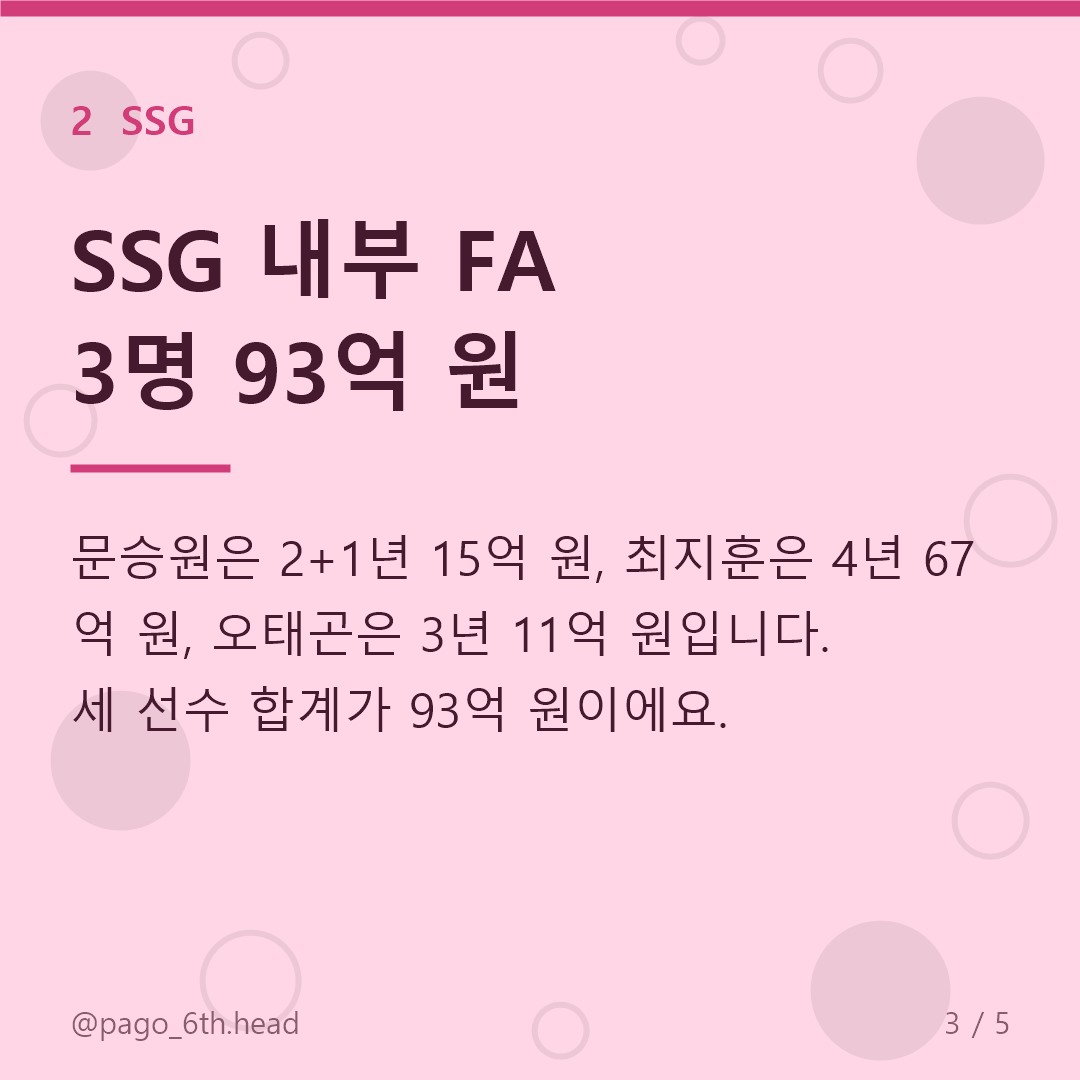 2 SSG
SSG 내부 FA
3명 93억 원
문승원은 2+1년 15억 원, 최지훈은 4년 67
억 원, 오태곤은 3년 11억 원입니다.
세 선수 합계가 93억 원이에요.
@pago_6th.head
3 / 5